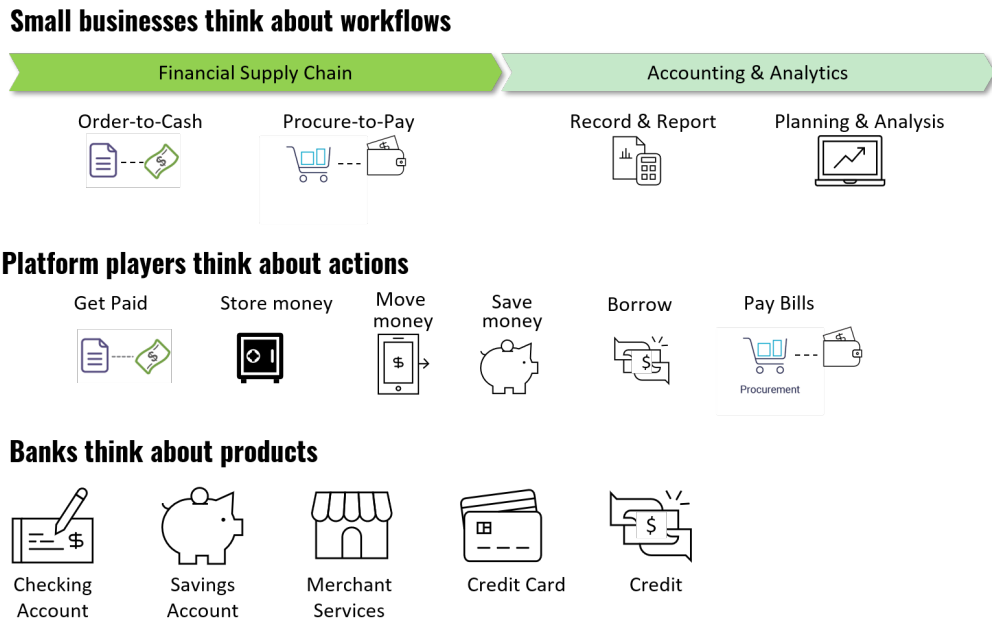 Small businesses think about workflows
Financial Supply Chain
Accounting & Analytics
Order-to-Cash
Procure-to-Pay
Record & Report
Planning & Analysis
$
$
Platform players think about actions
Get Paid
Store money
Move
money
Save
money
Borrow
Pay Bills
$
$
$
$
Procurement
Banks think about products
$
$
Checking
Account
Savings
Account
Merchant
Services
Credit Card
Credit